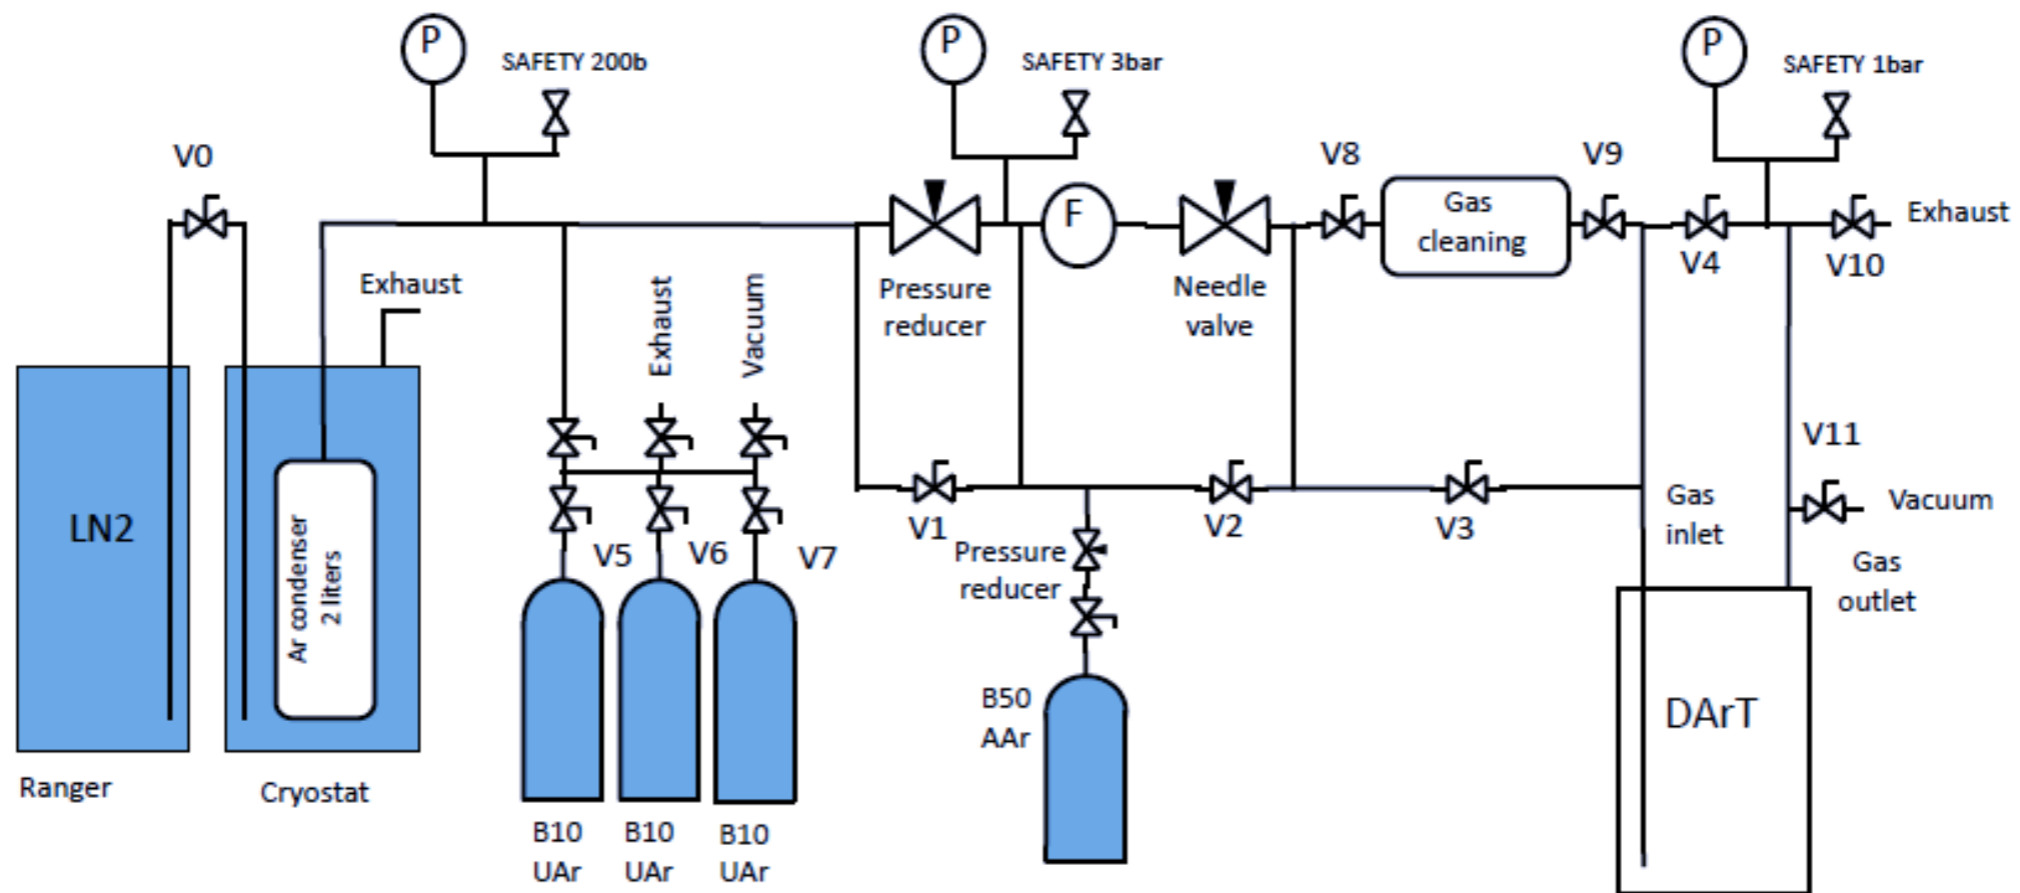 P
SAFETY 200b
P
SAFETY 3bar
P
SAFETY 1bar
V0
V8
V9
F
Gas
cleaning
Exhaust
V4
V10
Exhaust
Exhaust
Vacuum
Pressure
reducer
Needle
valve
V11
LN2
Ar condenser
2 liters
V5
V6
V7
V1
V2
V3
Gas
inlet
Vacuum
Pressure
reducer
Gas
outlet
B50
AAr
DArT
Ranger
Cryostat
B10
UAr
B10
UAr
B10
UAr